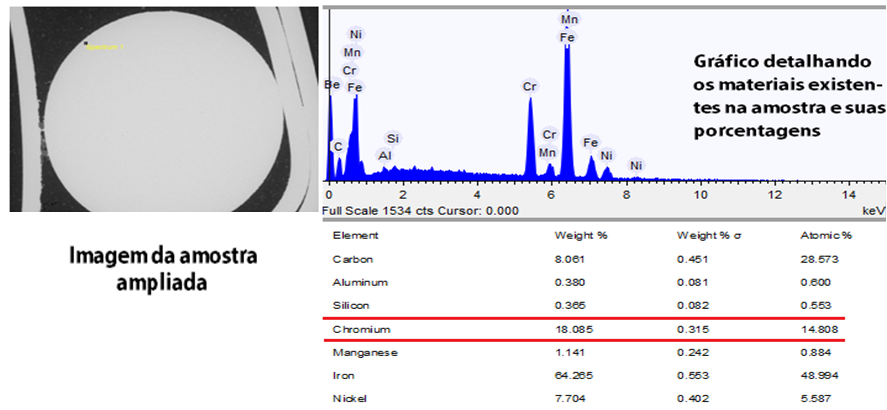 Spectrum 1
Imagem da amostra
ampliada
Gráfico detalhando
os materiais existen-
tes na amostra e suas
porcentagens
Be
C
Ni
Mn
Cr
Fe
Al
Si
Cr
Cr
Mn
Mn
Fe
Fe
Ni
Ni
0 2 4 6 8 10 12 14
Full Scale 1534 cts Cursor: 0.000 keV
Element Weight % Weight % σ Atomic %
Carbon 8.061 0.451 28.573
Aluminum 0.380 0.081 0.600
Silicon 0.365 0.082 0.553
Chromium 18.085 0.315 14.808
Manganese 1.141 0.242 0.884
Iron 64.265 0.553 48.994
Nickel 7.704 0.402 5.587